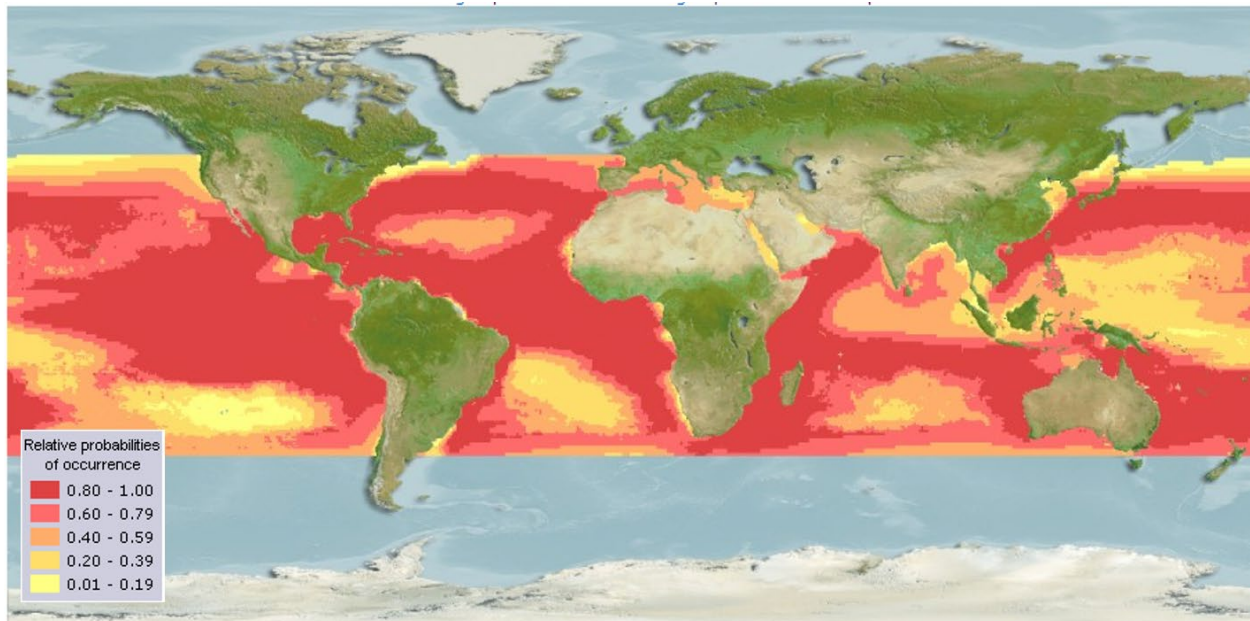 Relative probabilities
of occurrence
0.80 - 1.00
0.60 - 0.79
0.40 - 0.59
0.20 - 0.39
0.01 - 0.19